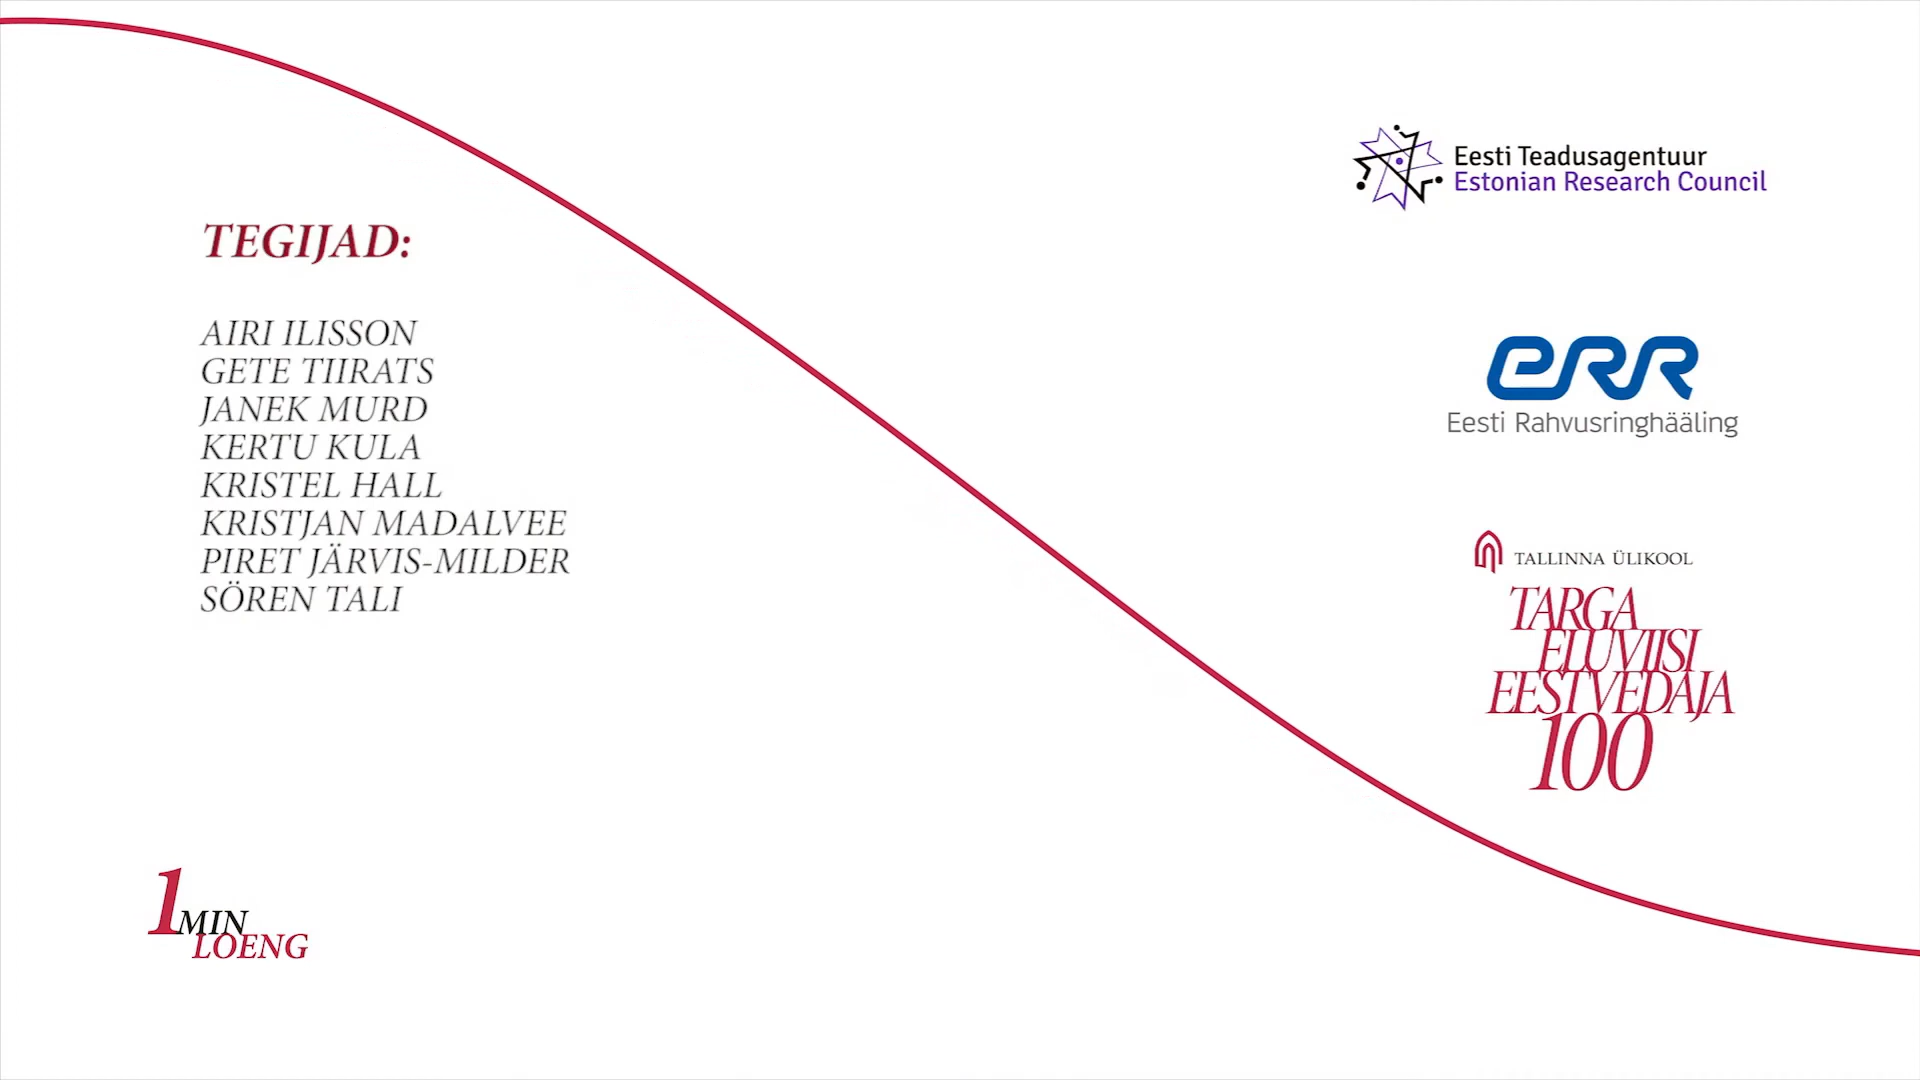 TEGIJAD:
AIRI ILISSON
GETE TIIRATS
JANEK MURD
KERTU KULA
KRISTEL HALL
KRISTJAN MADALVEE
PIRET JÄRVIS-MILDER
SÖREN TALI
1 MIN
LOENG
Eesti Teadusagentuur
Estonian Research Council
eRR
Eesti Rahvusringhääling
TALLINNA ÜLIKOOL
TARGA
ELUVIISI
EESTVEDAJA
100